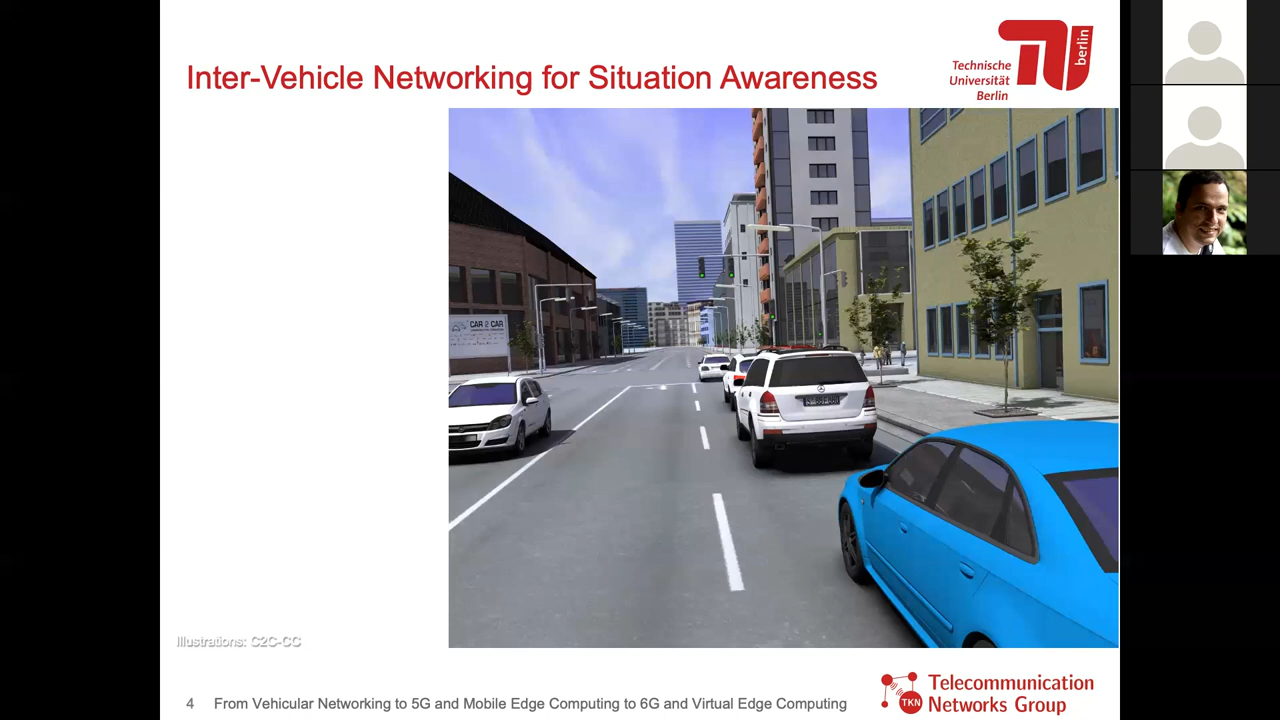 Inter-Vehicle Networking for Situation Awareness
Technische
Universität
Berlin
berlin
CAR 2 CAR
Illustrations: C2C-CC
4 From Vehicular Networking to 5G and Mobile Edge Computing to 6G and Virtual Edge Computing
TKN
Telecommunication
Networks Group